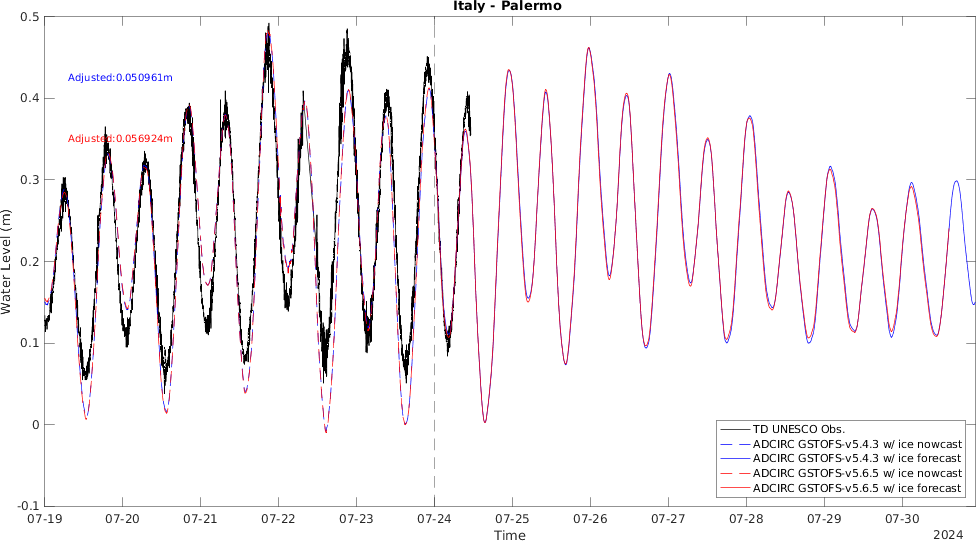 Italy - Palermo
0.5
0.4
0.3
0.2
0.1
0
-0.1
Water Level (m)
Adjusted:0.050961m
Adjusted:0.056924m
TD UNESCO Obs.
ADCIRC GSTOFS-v5.4.3 w/ ice nowcast
ADCIRC GSTOFS-v5.4.3 w/ ice forecast
ADCIRC GSTOFS-v5.6.5 w/ ice nowcast
ADCIRC GSTOFS-v5.6.5 w/ ice forecast
07-19 07-20 07-21 07-22 07-23 07-24 07-25 07-26 07-27 07-28 07-29 07-30
Time
2024